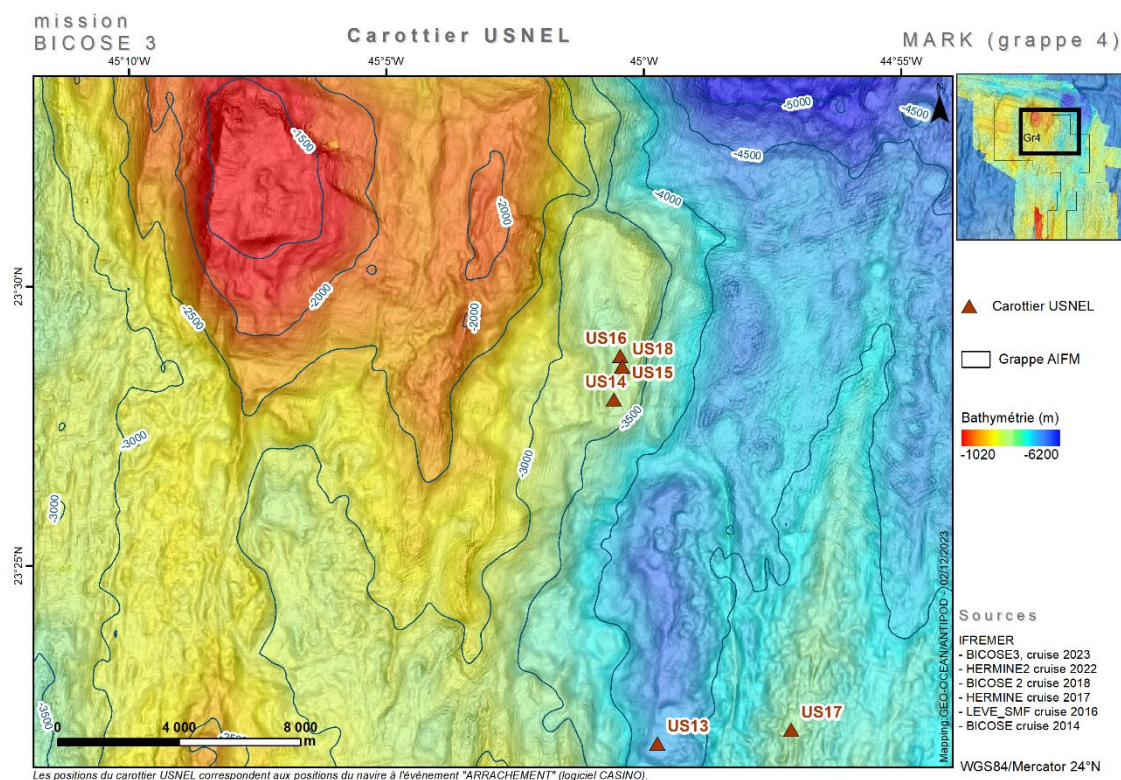 mission
BICOSE 3
Carottier USNEL
MARK (grappe 4)
45°10'W
45°5'W
45°0'W
44°55'W
23°30'N
23°25'N
-1500
-2000
-2000
-2000
-2500
-3000
-3000
-3000
-3500
-3500
-4000
-4500
-4500
-5000
US16
US18
US15
US14
US13
US17
0
4 000
8 000
m
N
Gr4
Carottier USNEL
Grappe AIFM
Bathymétrie (m)
-1020
-6200
Sources
IFREMER
- BICOSE3, cruise 2023
- HERMINE2 cruise 2022
- BICOSE 2 cruise 2018
- HERMINE cruise 2017
- LEVE_SMF cruise 2016
- BICOSE cruise 2014
WGS84/Mercator 24°N
Mapping:GEO-OCEAN/ANTIPOD - 02/12/2023
Les positions du carottier USNEL correspondent aux positions du navire à l'événement "ARRACHEMENT" (logiciel CASINO).